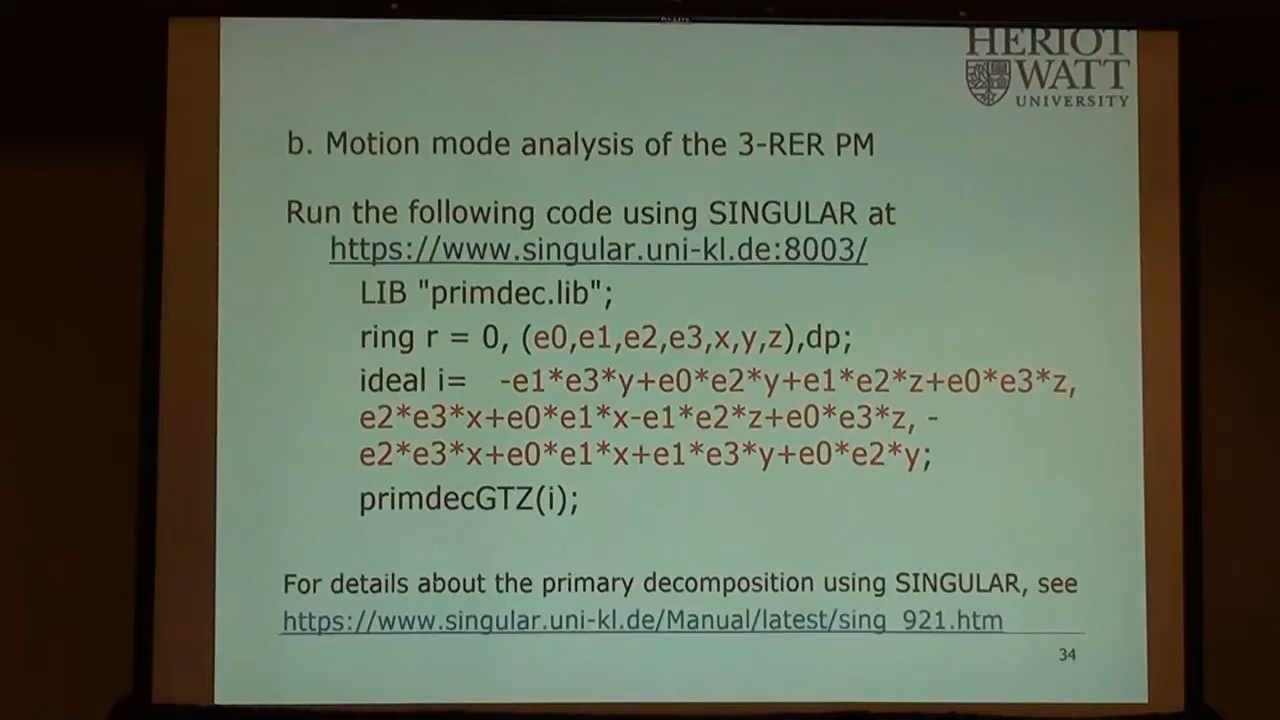 HERIOT
WATT
UNIVERSITY
b. Motion mode analysis of the 3-RER PM
Run the following code using SINGULAR at
https://www.singular.uni-kl.de:8003/
LIB "primdec.lib";
ring r = 0, (e0,e1,e2,e3,x,y,z),dp;
ideal i= -e1*e3*y+e0*e2*y+e1*e2*z+e0*e3*z,
e2*e3*x+e0*e1*x-e1*e2*z+e0*e3*z, -
e2*e3*x+e0*e1*x+e1*e3*y+e0*e2*y;
primdecGTZ(i);
For details about the primary decomposition using SINGULAR, see
https://www.singular.uni-kl.de/Manual/latest/sing_921.htm
34